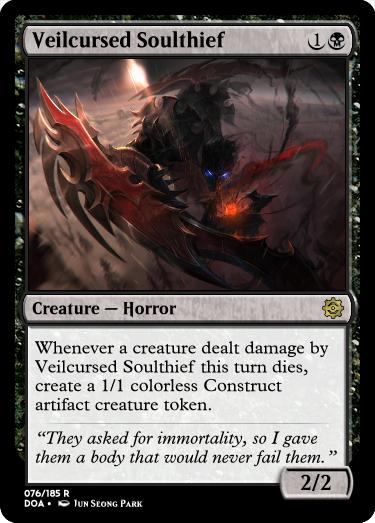 Veilcursed Soulthief 1
Creature — Horror
Whenever a creature dealt damage by
Veilcursed Soulthief this turn dies,
create a 1/1 colorless Construct
artifact creature token.
“They asked for immortality, so I gave
them a body that would never fail them.”
2/2
076/185 R
DOA • Jun Seong Park